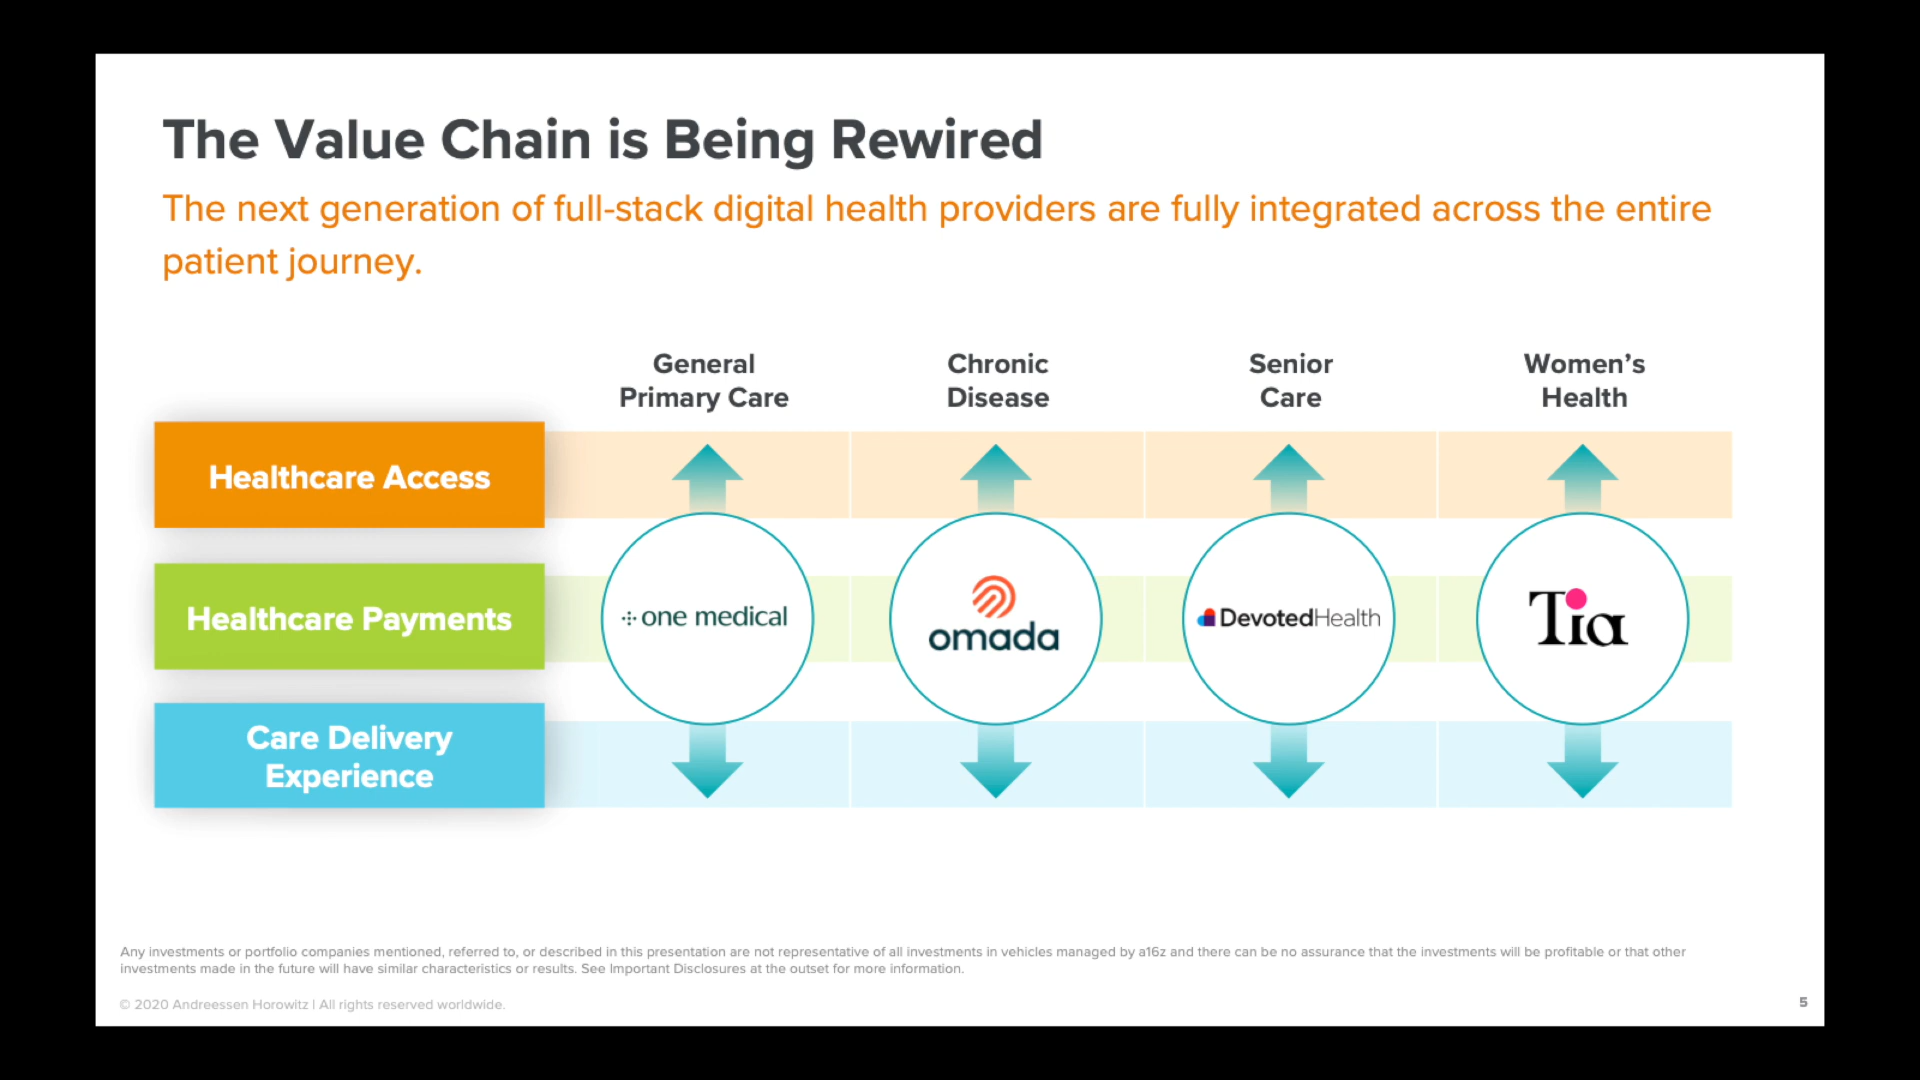 The Value Chain is Being Rewired
The next generation of full-stack digital health providers are fully integrated across the entire
patient journey.
General
Primary Care
Chronic
Disease
Senior
Care
Women’s
Health
Healthcare Access
Healthcare Payments
one medical
omada
DevotedHealth
Tia
Care Delivery
Experience
Any investments or portfolio companies mentioned, referred to, or described in this presentation are not representative of all investments in vehicles managed by a16z and there can be no assurance that the investments will be profitable or that other
investments made in the future will have similar characteristics or results. See Important Disclosures at the outset for more information.
© 2020 Andreessen Horowitz | All rights reserved worldwide.
5